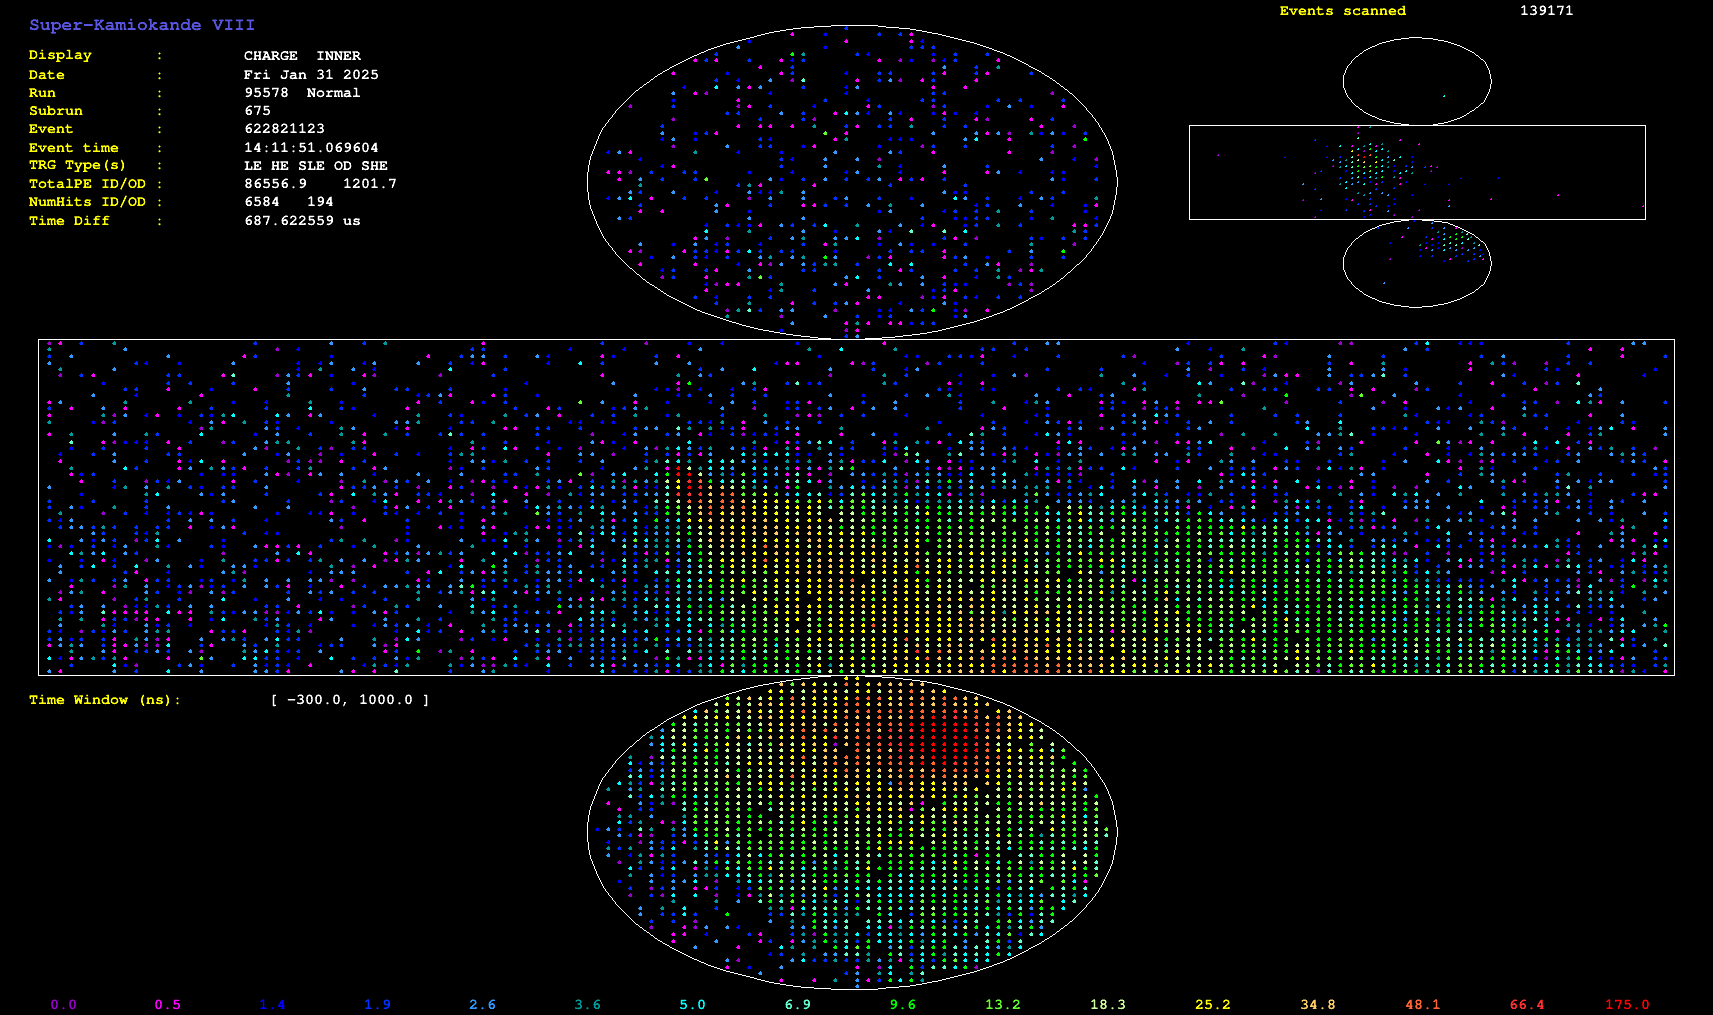 Super-Kamiokande VIII
Events scanned 139171
Display : CHARGE INNER
Date : Fri Jan 31 2025
Run : 95578 Normal
Subrun : 675
Event : 622821123
Event time : 14:11:51.069604
TRG Type(s) : LE HE SLE OD SHE
TotalPE ID/OD : 86556.9 1201.7
NumHits ID/OD : 6584 194
Time Diff : 687.622559 us
Time Window (ns): [ -300.0, 1000.0 ]
0.0 0.5 1.4 1.9 2.6 3.6 5.0 6.9 9.6 13.2 18.3 25.2 34.8 48.1 66.4 175.0